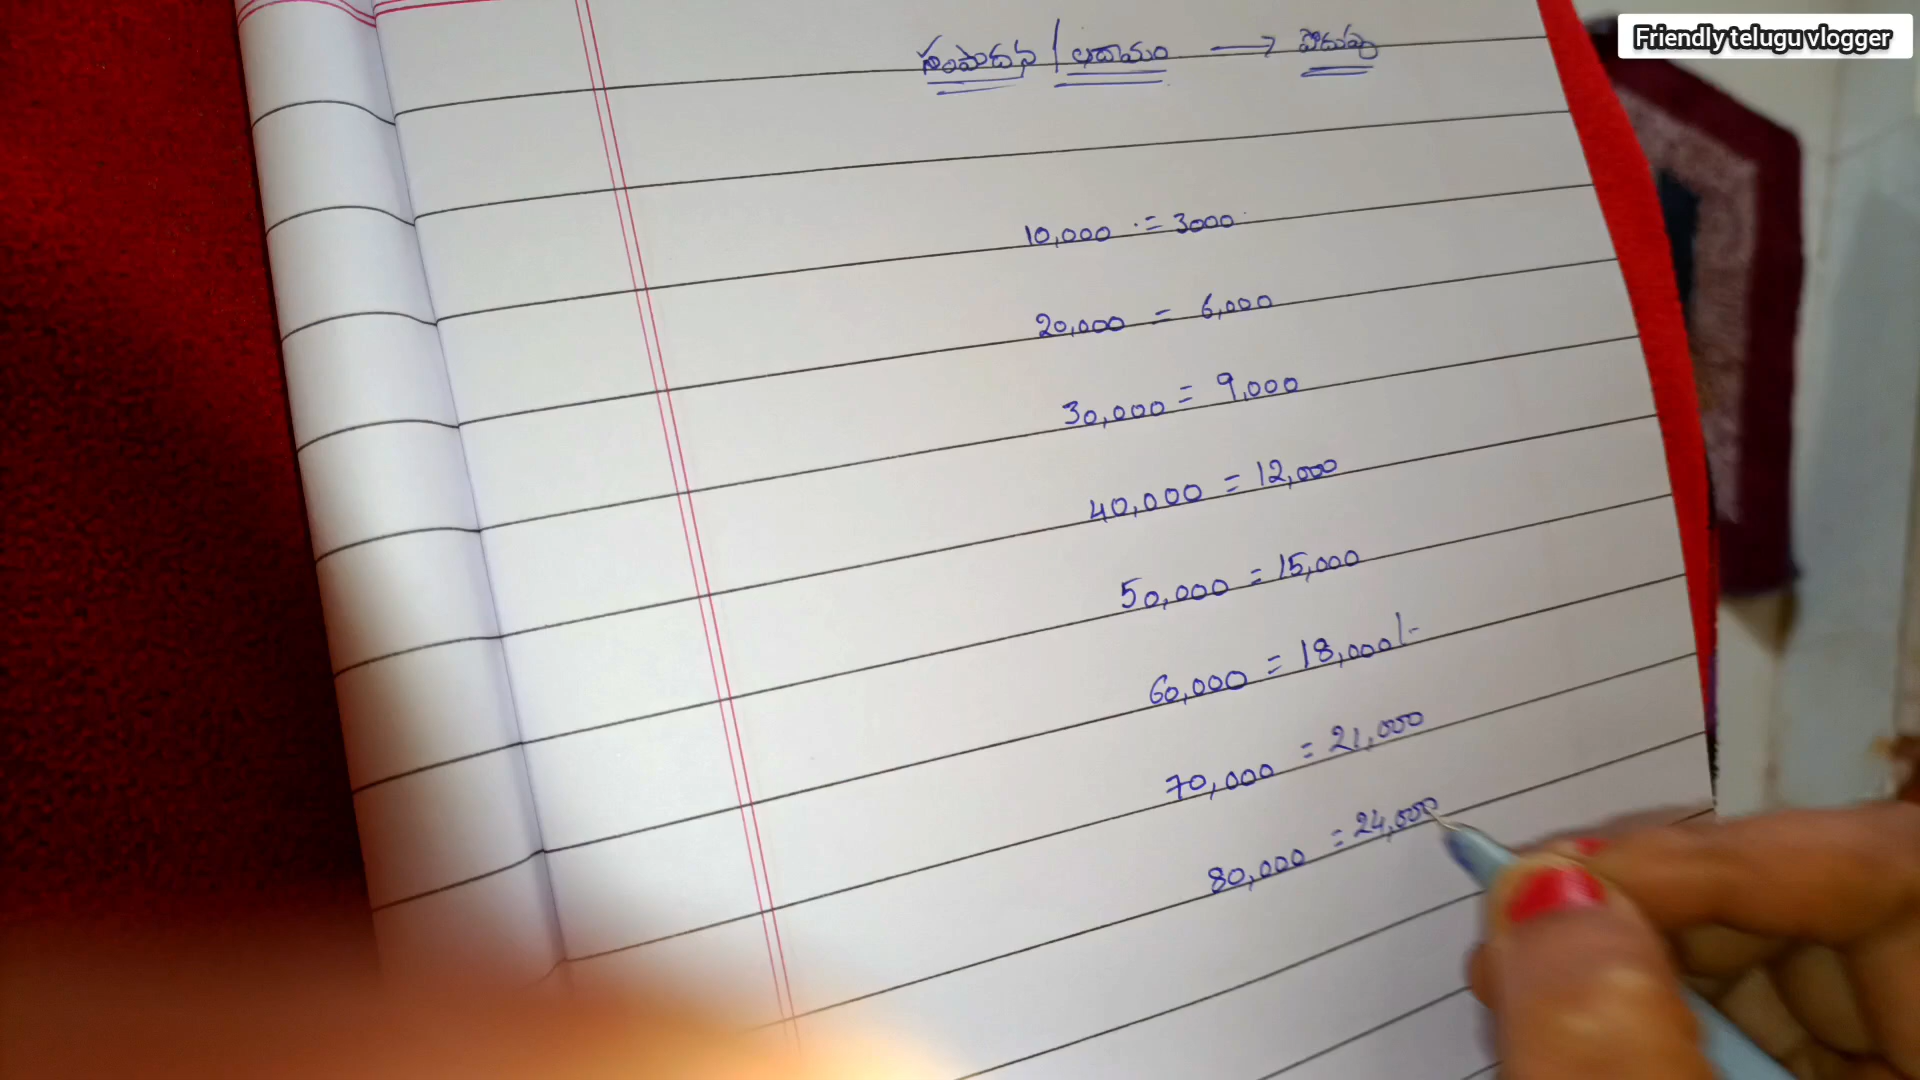 Friendly telugu vlogger
సంపాదన / ఆదాయం → పొదుపు
10,000 = 3000
20,000 = 6,000
30,000 = 9,000
40,000 = 12,000
50,000 = 15,000
60,000 = 18,000/-
70,000 = 21,000
80,000 = 24,000